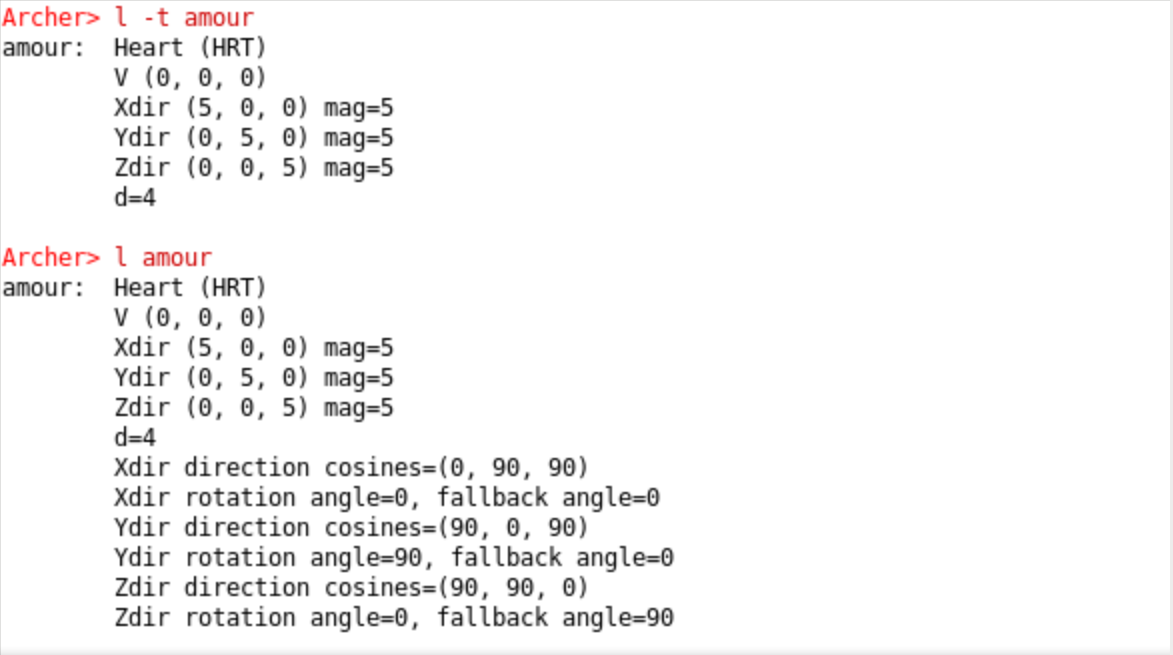 Archer> l -t amour
amour:  Heart (HRT)
        V (0, 0, 0)
        Xdir (5, 0, 0) mag=5
        Ydir (0, 5, 0) mag=5
        Zdir (0, 0, 5) mag=5
        d=4

Archer> l amour
amour:  Heart (HRT)
        V (0, 0, 0)
        Xdir (5, 0, 0) mag=5
        Ydir (0, 5, 0) mag=5
        Zdir (0, 0, 5) mag=5
        d=4
        Xdir direction cosines=(0, 90, 90)
        Xdir rotation angle=0, fallback angle=0
        Ydir direction cosines=(90, 0, 90)
        Ydir rotation angle=90, fallback angle=0
        Zdir direction cosines=(90, 90, 0)
        Zdir rotation angle=0, fallback angle=90